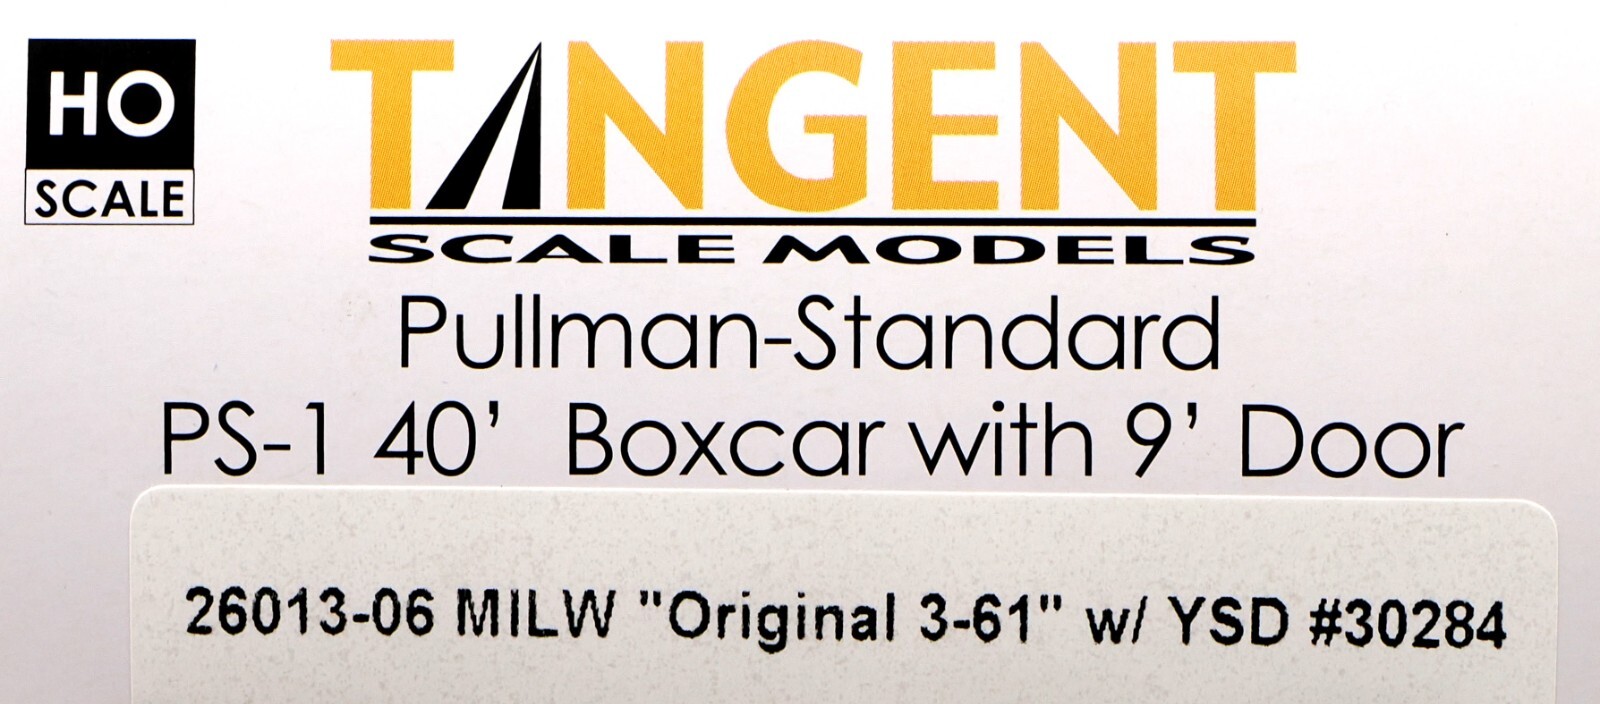 HO
SCALE
TANGENT
SCALE MODELS
Pullman-Standard
PS-1 40’ Boxcar with 9’ Door
26013-06 MILW "Original 3-61" w/ YSD #30284